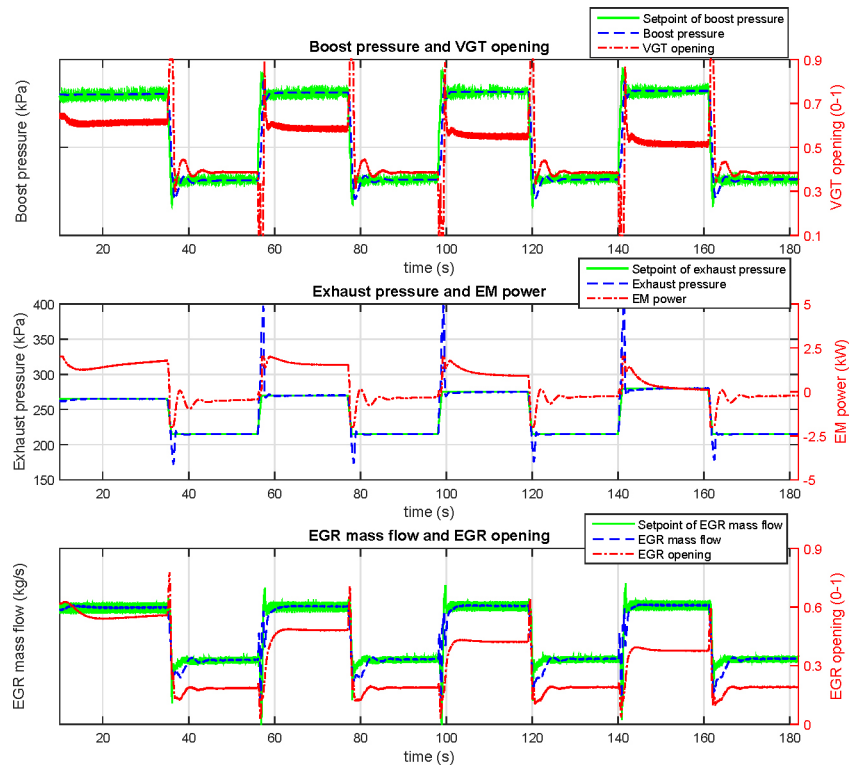 Setpoint of boost pressure
Boost pressure
VGT opening
Boost pressure and VGT opening
Boost pressure (kPa)
0.9
0.7
0.5
0.3
0.1
VGT opening (0-1)
20 40 60 80 100 120 140 160 180
time (s)
Setpoint of exhaust pressure
Exhaust pressure
EM power
Exhaust pressure and EM power
Exhaust pressure (kPa)
400
350
300
250
200
150
5
2.5
0
-2.5
-5
EM power (kW)
20 40 60 80 100 120 140 160 180
time (s)
Setpoint of EGR mass flow
EGR mass flow
EGR opening
EGR mass flow and EGR opening
EGR mass flow (kg/s)
0.9
0.6
0.3
0
EGR opening (0-1)
20 40 60 80 100 120 140 160 180
time (s)